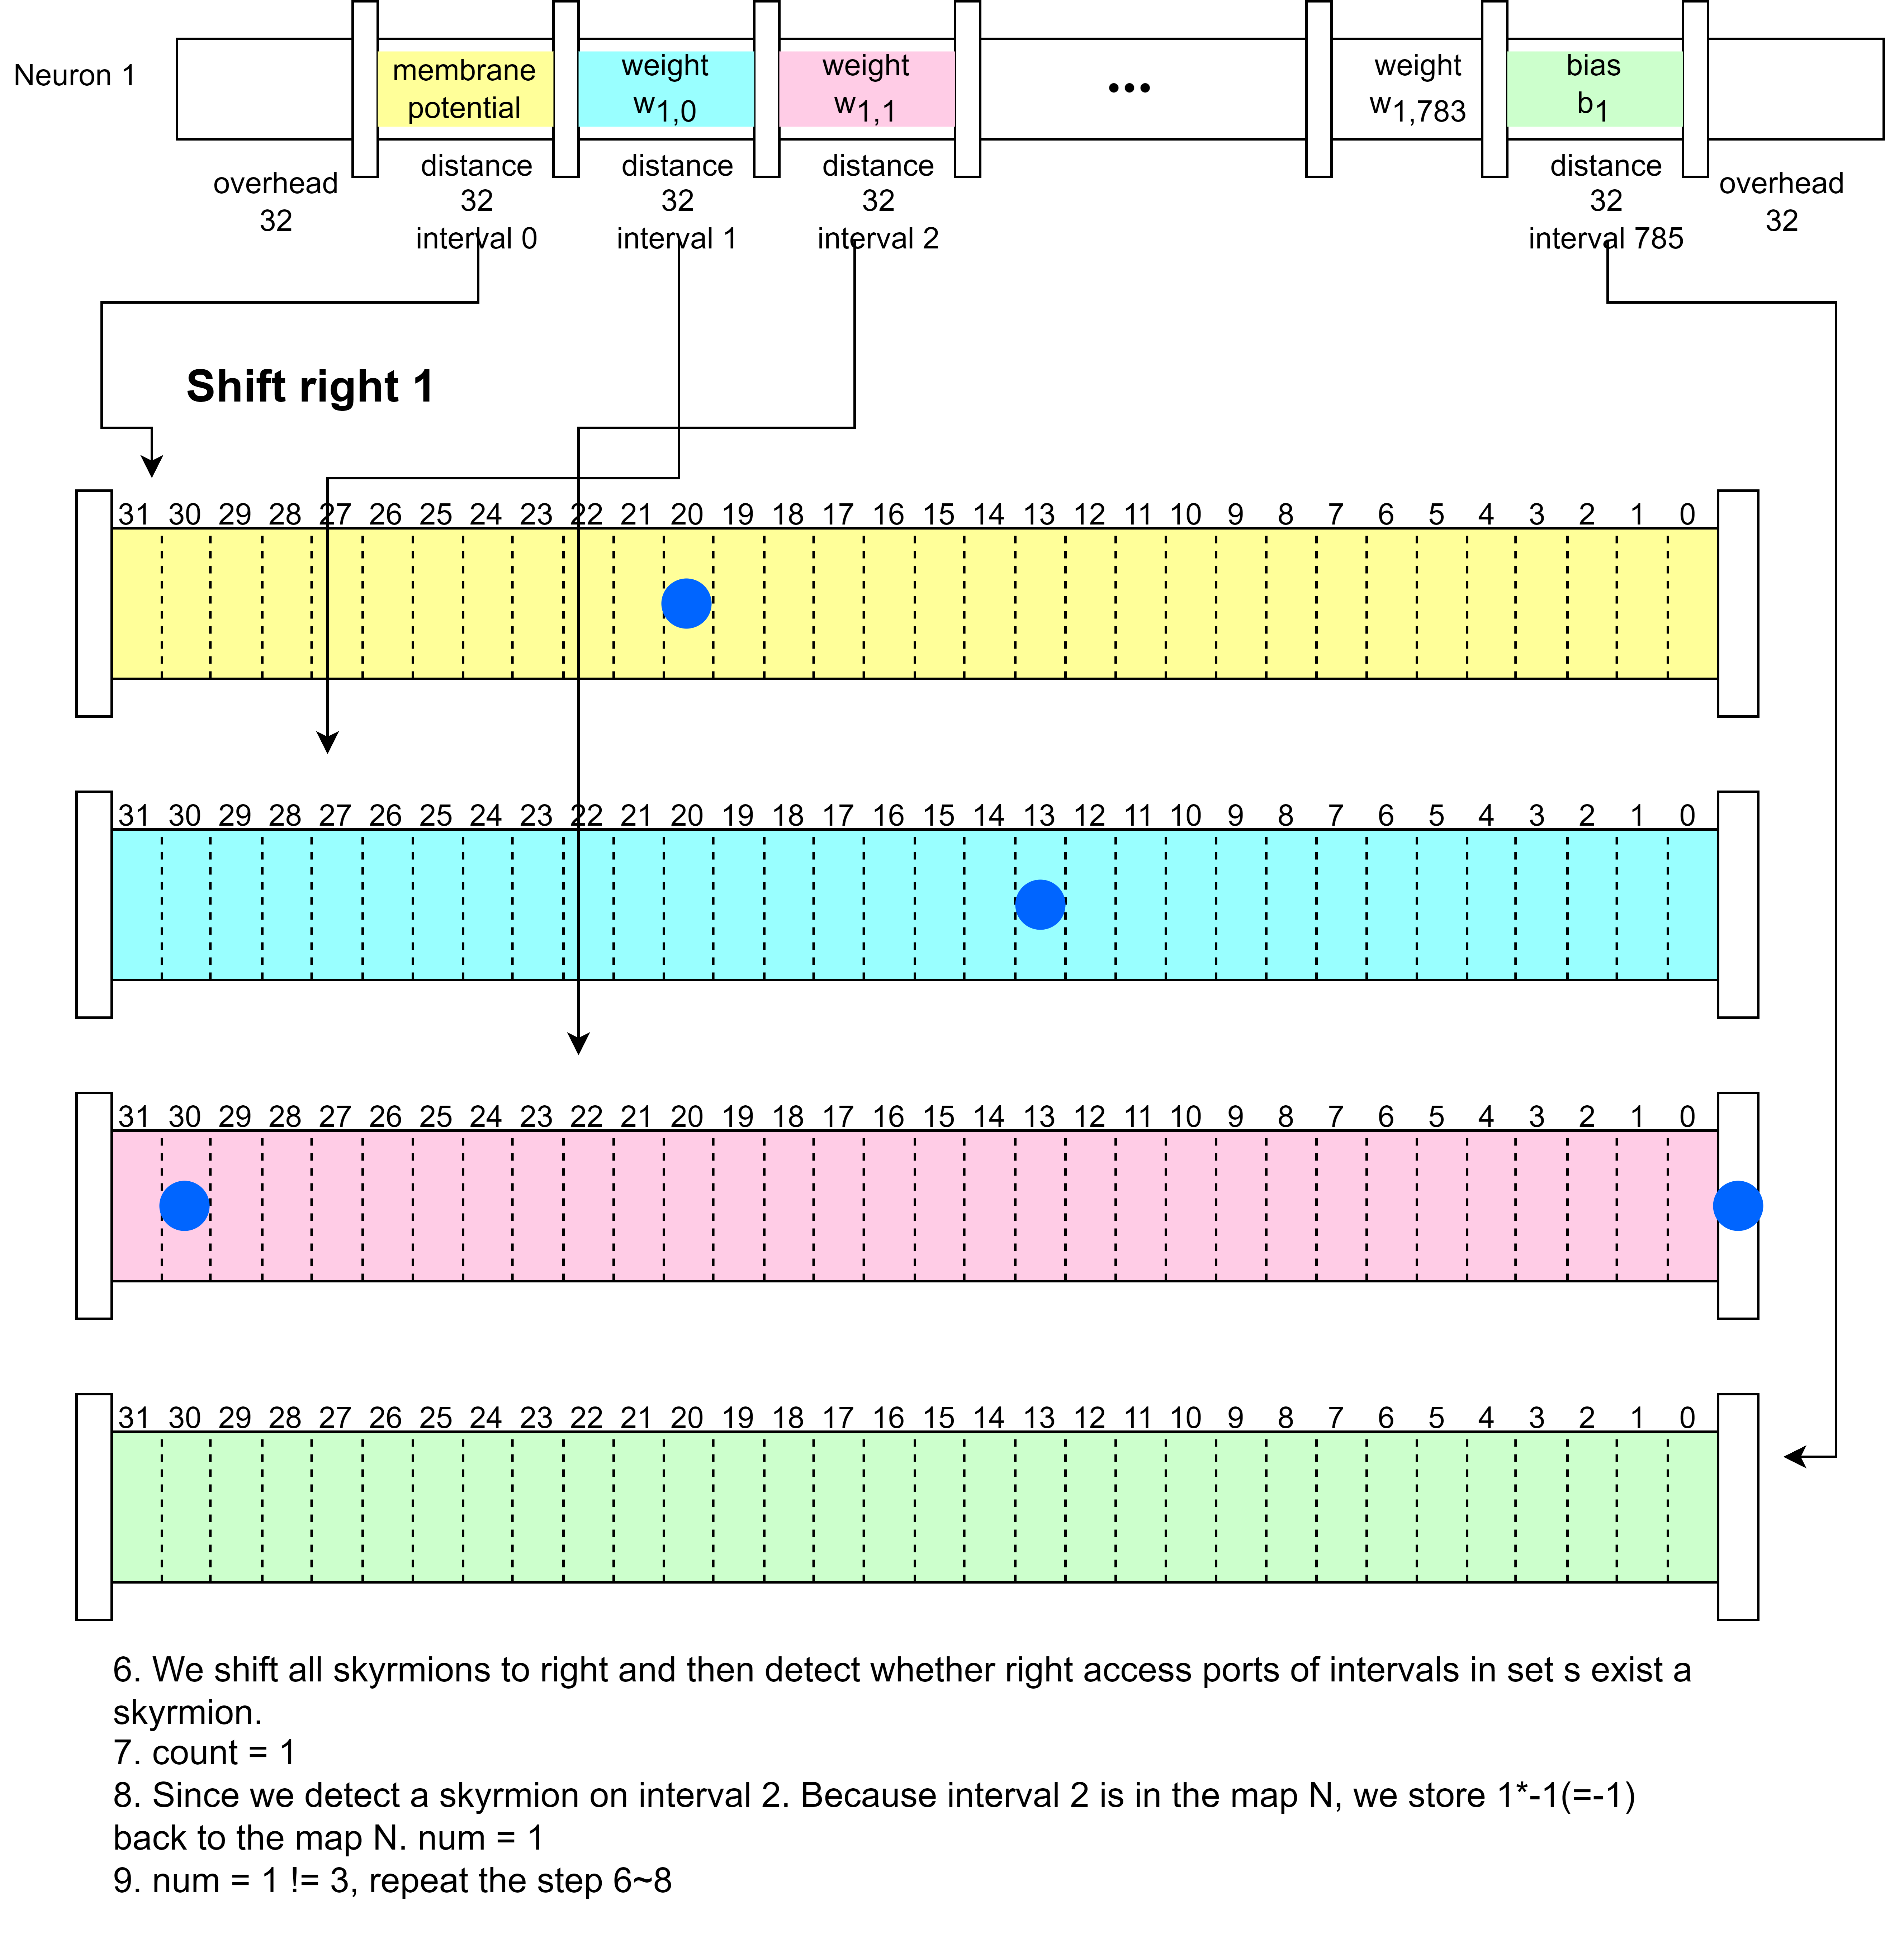 Neuron 1
membrane
potential
weight
w1,0
weight
w1,1
...
weight
w1,783
bias
b1
overhead
32
distance
32
interval 0
distance
32
interval 1
distance
32
interval 2
distance
32
interval 785
overhead
32
Shift right 1
31 30 29 28 27 26 25 24 23 22 21 20 19 18 17 16 15 14 13 12 11 10 9 8 7 6 5 4 3 2 1 0
31 30 29 28 27 26 25 24 23 22 21 20 19 18 17 16 15 14 13 12 11 10 9 8 7 6 5 4 3 2 1 0
31 30 29 28 27 26 25 24 23 22 21 20 19 18 17 16 15 14 13 12 11 10 9 8 7 6 5 4 3 2 1 0
31 30 29 28 27 26 25 24 23 22 21 20 19 18 17 16 15 14 13 12 11 10 9 8 7 6 5 4 3 2 1 0
6. We shift all skyrmions to right and then detect whether right access ports of intervals in set s exist a
skyrmion.
7. count = 1
8. Since we detect a skyrmion on interval 2. Because interval 2 is in the map N, we store 1*-1(=-1)
back to the map N. num = 1
9. num = 1 != 3, repeat the step 6~8